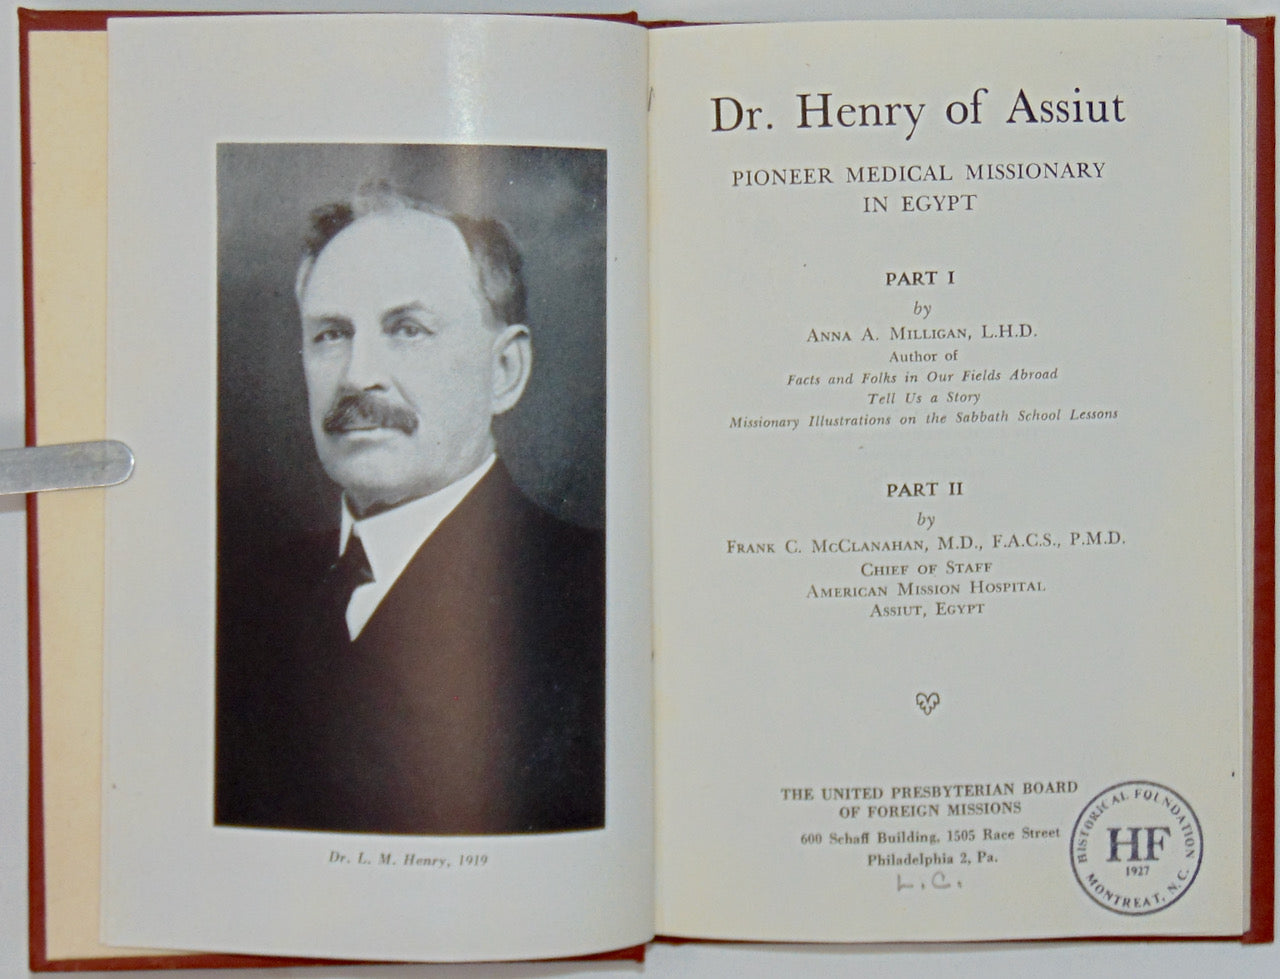 Dr. L. M. Henry, 1919
Dr. Henry of Assiut
PIONEER MEDICAL MISSIONARY
IN EGYPT
PART I
by
ANNA A. MILLIGAN, L.H.D.
Author of
Facts and Folks in Our Fields Abroad
Tell Us a Story
Missionary Illustrations on the Sabbath School Lessons
PART II
by
FRANK C. MCCLANAHAN, M.D., F.A.C.S., P.M.D.
CHIEF OF STAFF
AMERICAN MISSION HOSPITAL
ASSIUT, EGYPT
THE UNITED PRESBYTERIAN BOARD
OF FOREIGN MISSIONS
600 Schaff Building, 1505 Race Street
Philadelphia 2, Pa.
L.C.
HISTORICAL FOUNDATION
HF
1927
MONTREAT, N.C.